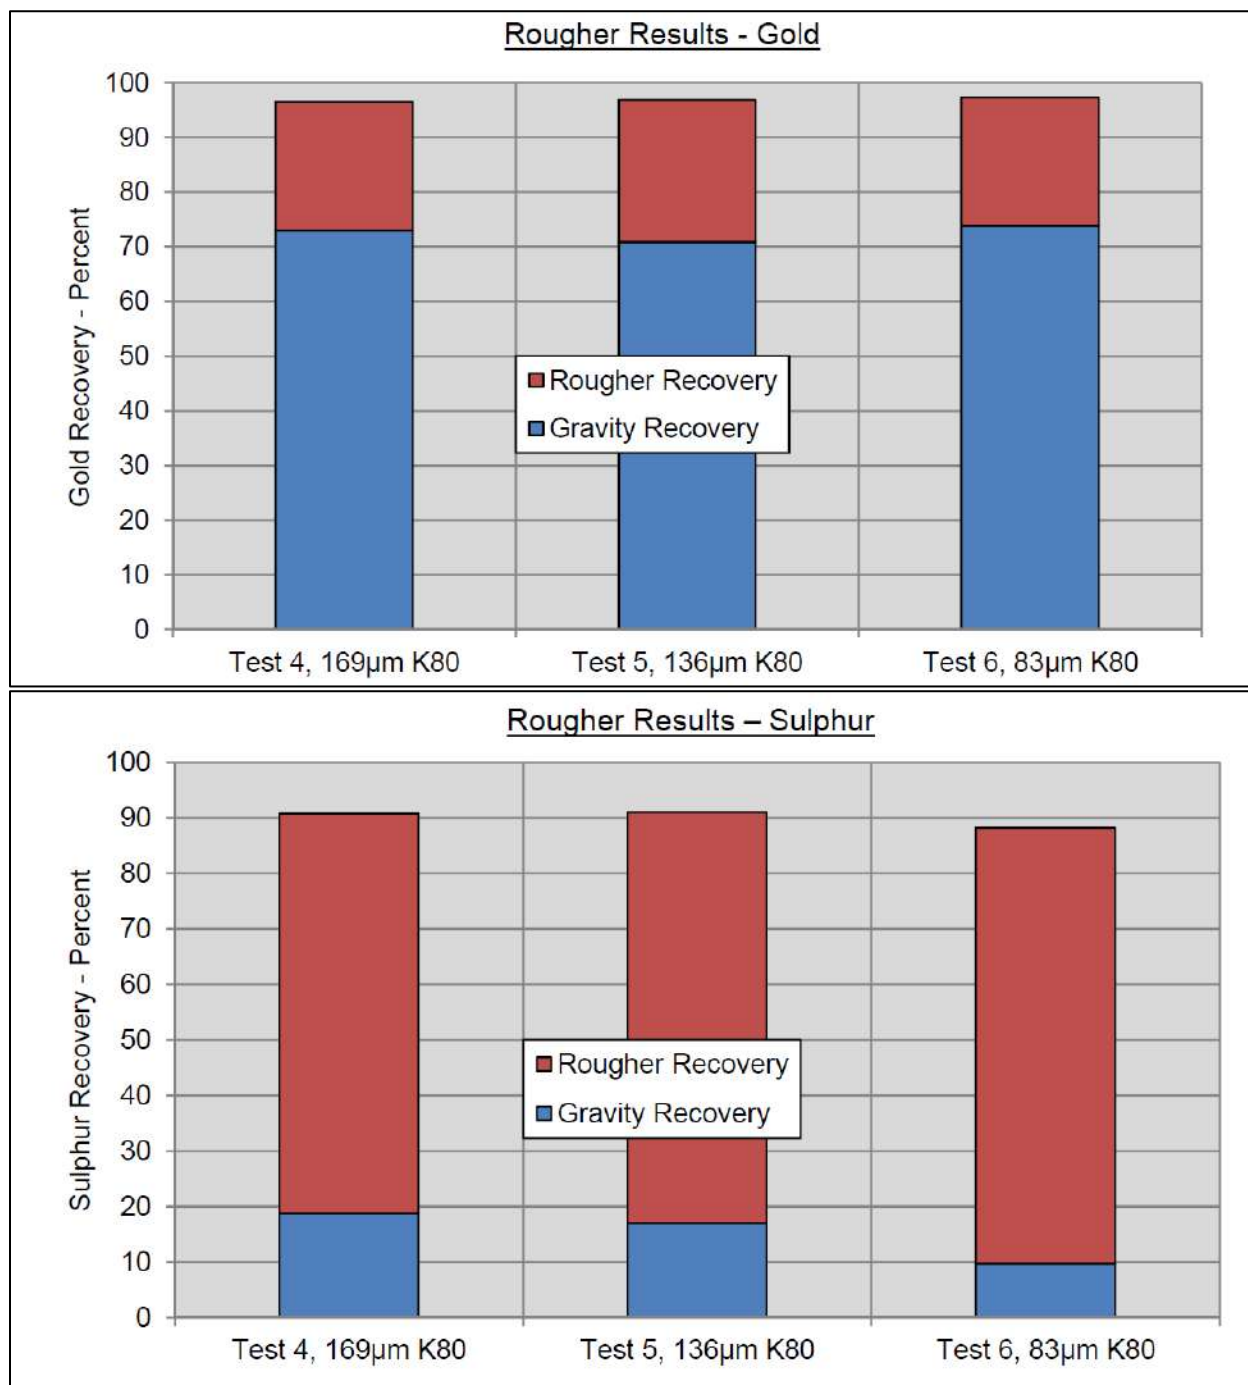 Rougher Results - Gold
100
90
80
70
60
50
40
30
20
10
0
Gold Recovery - Percent
Rougher Recovery
Gravity Recovery
Test 4, 169µm K80
Test 5, 136µm K80
Test 6, 83µm K80
Rougher Results – Sulphur
100
90
80
70
60
50
40
30
20
10
0
Sulphur Recovery - Percent
Rougher Recovery
Gravity Recovery
Test 4, 169µm K80
Test 5, 136µm K80
Test 6, 83µm K80